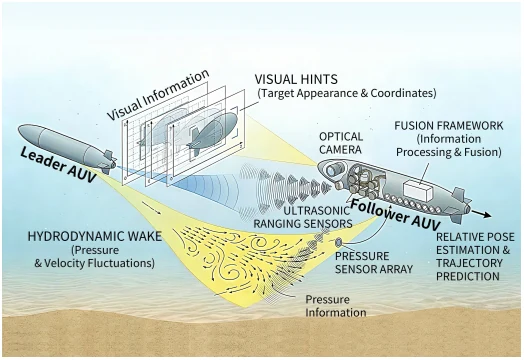 Visual Information
VISUAL HINTS
(Target Appearance & Coordinates)
Leader AUV
OPTICAL
CAMERA
FUSION FRAMEWORK
(Information
Processing & Fusion)
ULTRASONIC
RANGING SENSORS
Follower AUV
HYDRODYNAMIC WAKE
(Pressure
& Velocity Fluctuations)
PRESSURE
SENSOR ARRAY
RELATIVE POSE
ESTIMATION &
TRAJECTORY
PREDICTION
Pressure
Information